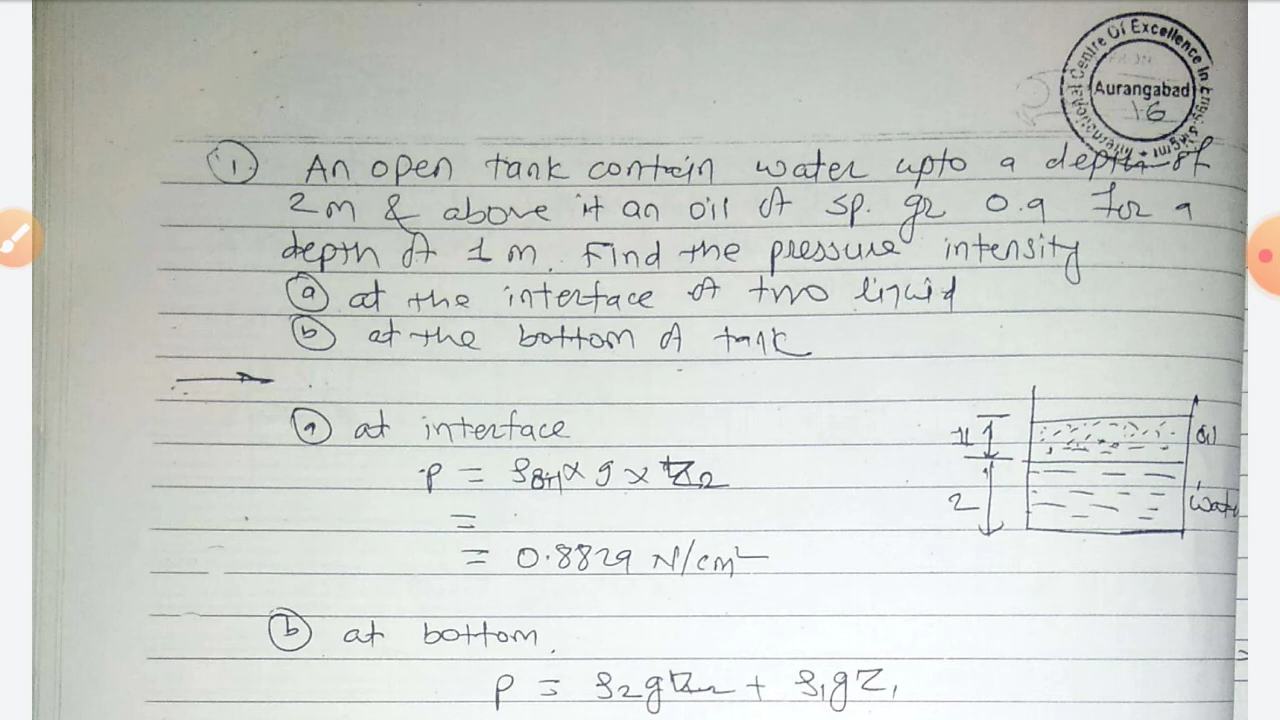 International Centre Of Excellence In Engg. & Mgmt *
Aurangabad
16
① An open tank contain water upto a depth of
2m & above it an oil of sp. gr 0.9 for a
depth of 1 m. Find the pressure intensity
ⓐ at the interface of two liquid
ⓑ at the bottom of tank
ⓐ at interface
oil
P = ρoil × g × Z2
2
water
=
= 0.8829 N/cm²
ⓑ at bottom.
P = ρ2gZ2 + ρ1gZ1